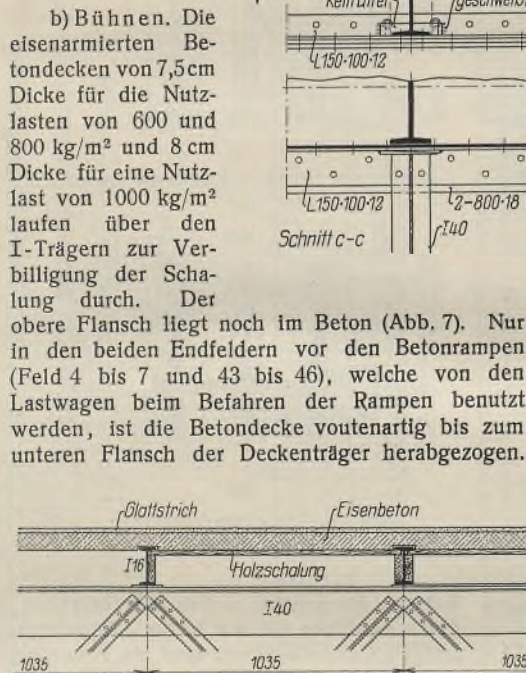 b) Bühnen. Die
eisenarmierten Be-
tondecken von 7,5 cm
Dicke für die Nutz-
lasten von 600 und
800 kg/m² und 8 cm
Dicke für eine Nutz-
last von 1000 kg/m²
laufen über den
I-Trägern zur Ver-
billigung der Scha-
lung durch. Der
obere Flansch liegt noch im Beton (Abb. 7). Nur
in den beiden Endfeldern vor den Betonrampen
(Feld 4 bis 7 und 43 bis 46), welche von den
Lastwagen beim Befahren der Rampen benutzt
werden, ist die Betondecke voutenartig bis zum
unteren Flansch der Deckenträger herabgezogen.
L150·100·12
L150·100·12
2-800·18
I40
Schnitt c-c
Glattstrich
Eisenbeton
I16
Holzschalung
I40
1035
1035
1035